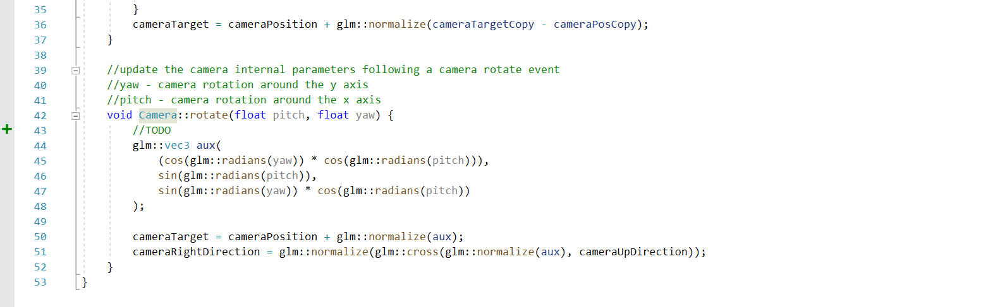 35 }
36 cameraTarget = cameraPosition + glm::normalize(cameraTargetCopy - cameraPosCopy);
37 }
38
39 //update the camera internal parameters following a camera rotate event
40 //yaw - camera rotation around the y axis
41 //pitch - camera rotation around the x axis
42 void Camera::rotate(float pitch, float yaw) {
43 //TODO
44 glm::vec3 aux(
45 (cos(glm::radians(yaw)) * cos(glm::radians(pitch))),
46 sin(glm::radians(pitch)),
47 sin(glm::radians(yaw)) * cos(glm::radians(pitch))
48 );
49
50 cameraTarget = cameraPosition + glm::normalize(aux);
51 cameraRightDirection = glm::normalize(glm::cross(glm::normalize(aux), cameraUpDirection));
52 }
53 }